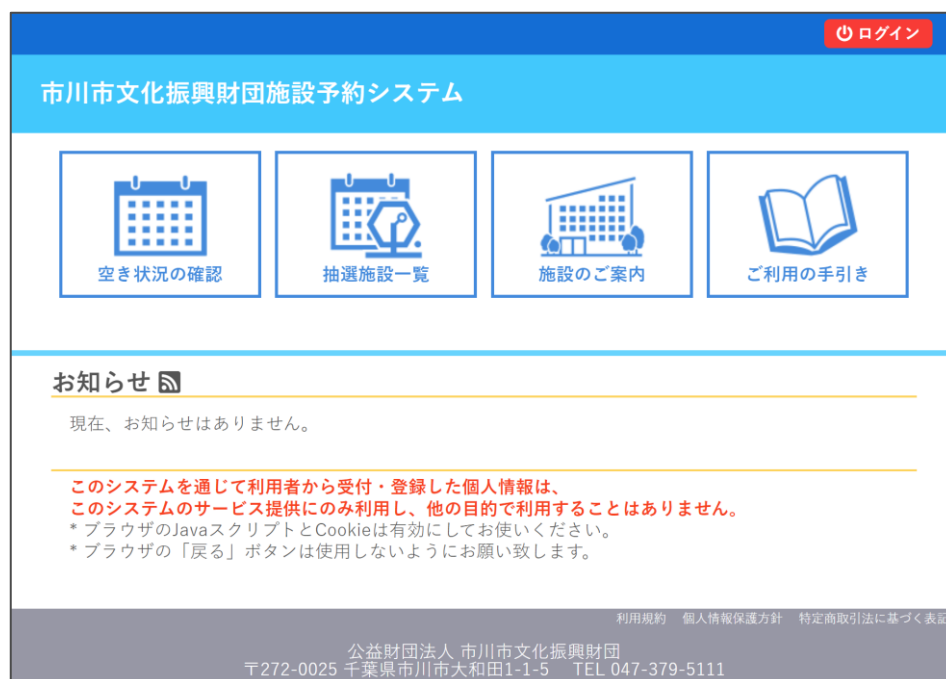 ログイン
市川市文化振興財団施設予約システム
空き状況の確認
抽選施設一覧
施設のご案内
ご利用の手引き
お知らせ
現在、お知らせはありません。
このシステムを通じて利用者から受付・登録した個人情報は、
このシステムのサービス提供にのみ利用し、他の目的で利用することはありません。
* ブラウザのJavaスクリプトとCookieは有効にしてお使いください。
* ブラウザの「戻る」ボタンは使用しないようにお願い致します。
利用規約 個人情報保護方針 特定商取引法に基づく表記
公益財団法人 市川市文化振興財団
〒272-0025 千葉県市川市大和田1-1-5 TEL 047-379-5111